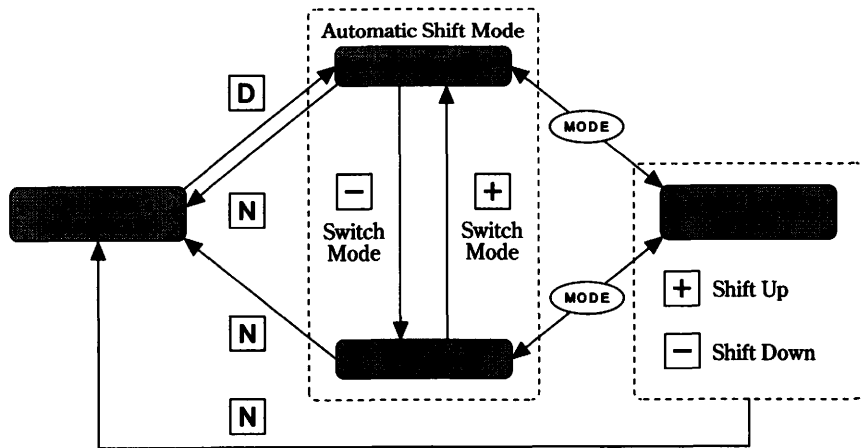 Automatic Shift Mode
D
MODE
N
−
Switch
Mode
+
Switch
Mode
MODE
+ Shift Up
N
− Shift Down
N